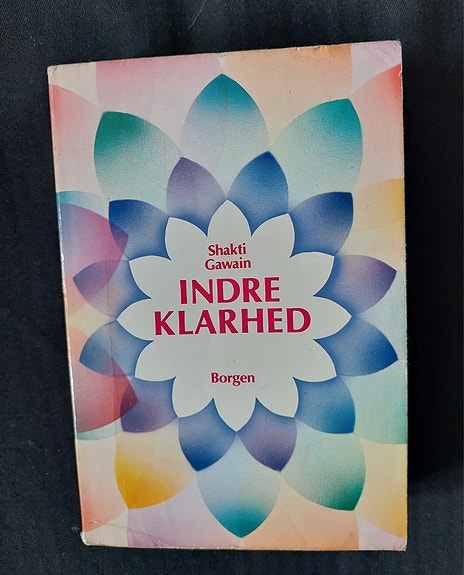 Shakti
Gawain
INDRE
KLARHED
Borgen